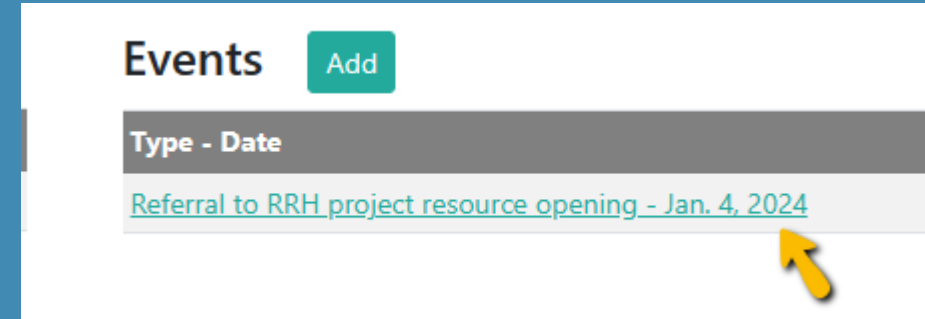 Events Add
Type - Date
Referral to RRH project resource opening - Jan. 4, 2024